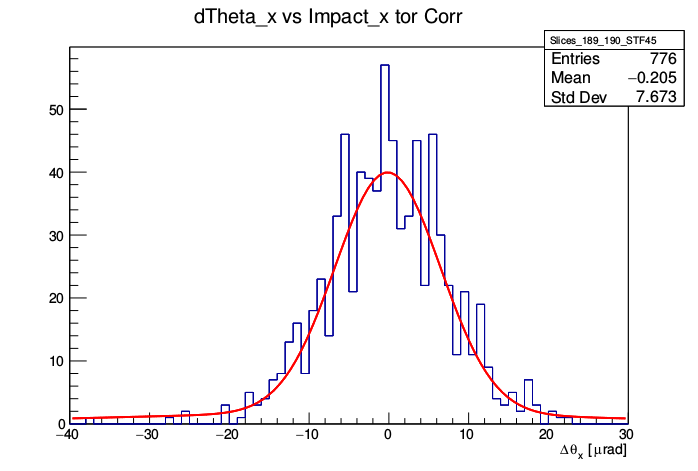 dTheta_x vs Impact_x tor Corr
Slices_189_190_STF45
Entries 776
Mean −0.205
Std Dev 7.673
50
40
30
20
10
0
−40 −30 −20 −10 0 10 20 30
Δθx [μrad]